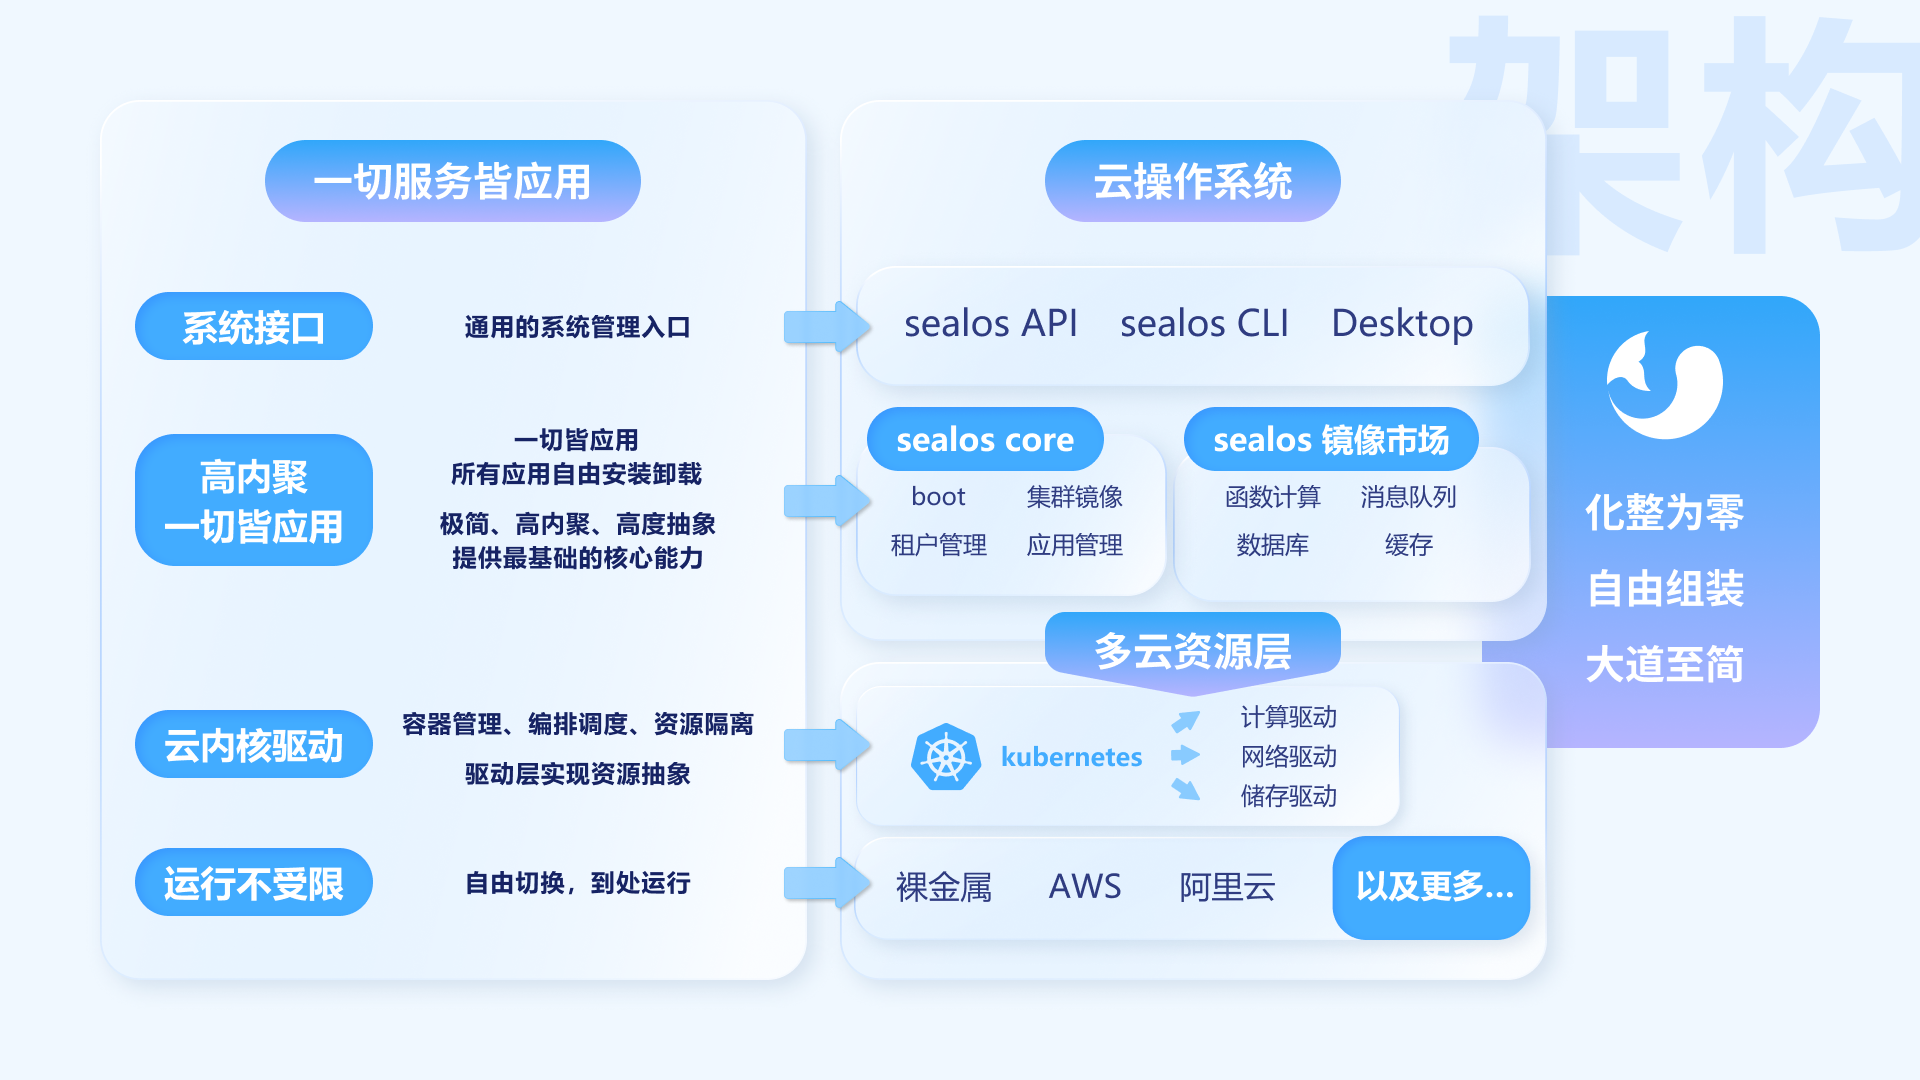 架构
一切服务皆应用
系统接口
通用的系统管理入口
高内聚
一切皆应用
一切皆应用
所有应用自由安装卸载
极简、高内聚、高度抽象
提供最基础的核心能力
云内核驱动
容器管理、编排调度、资源隔离
驱动层实现资源抽象
运行不受限
自由切换，到处运行
云操作系统
sealos API sealos CLI Desktop
sealos core
boot 集群镜像
租户管理 应用管理
sealos 镜像市场
函数计算 消息队列
数据库 缓存
多云资源层
kubernetes
计算驱动
网络驱动
储存驱动
裸金属 AWS 阿里云 以及更多...
化整为零
自由组装
大道至简